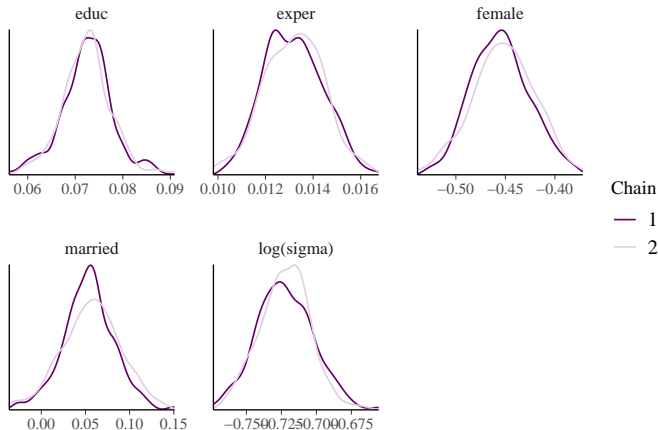 educ
exper
female
0.06 0.07 0.08 0.09
0.010 0.012 0.014 0.016
−0.50 −0.45 −0.40
Chain
1
2
married
log(sigma)
0.00 0.05 0.10 0.15
−0.750 −0.725 −0.700 −0.675